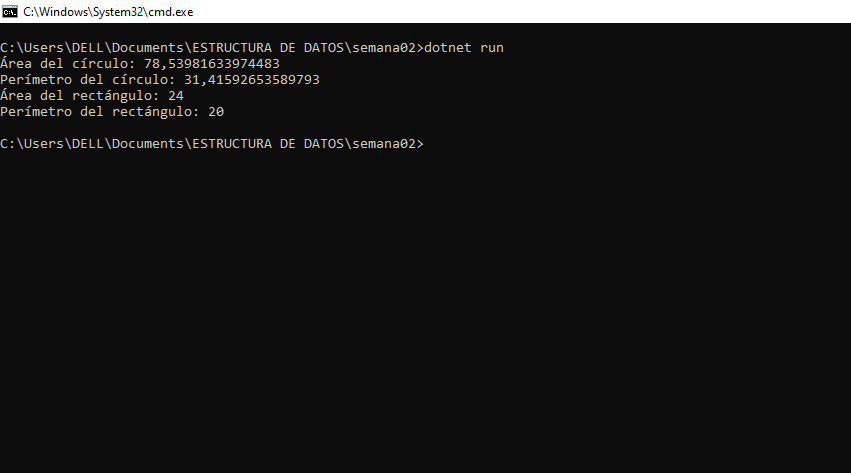 C:\Windows\System32\cmd.exe
C:\Users\DELL\Documents\ESTRUCTURA DE DATOS\semana02>dotnet run
Área del círculo: 78,53981633974483
Perímetro del círculo: 31,41592653589793
Área del rectángulo: 24
Perímetro del rectángulo: 20
C:\Users\DELL\Documents\ESTRUCTURA DE DATOS\semana02>